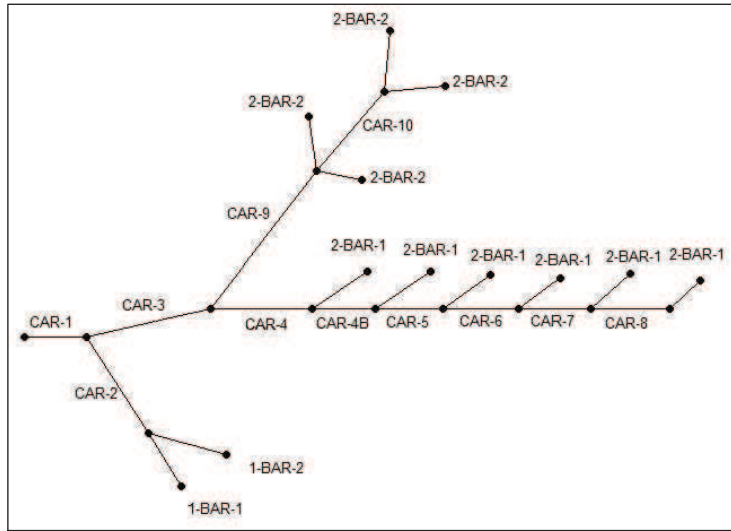 2-BAR-2
2-BAR-2
2-BAR-2
CAR-10
2-BAR-2
CAR-9
2-BAR-1
2-BAR-1
2-BAR-1
2-BAR-1
2-BAR-1
2-BAR-1
CAR-3
CAR-1
CAR-4
CAR-4B
CAR-5
CAR-6
CAR-7
CAR-8
CAR-2
1-BAR-2
1-BAR-1